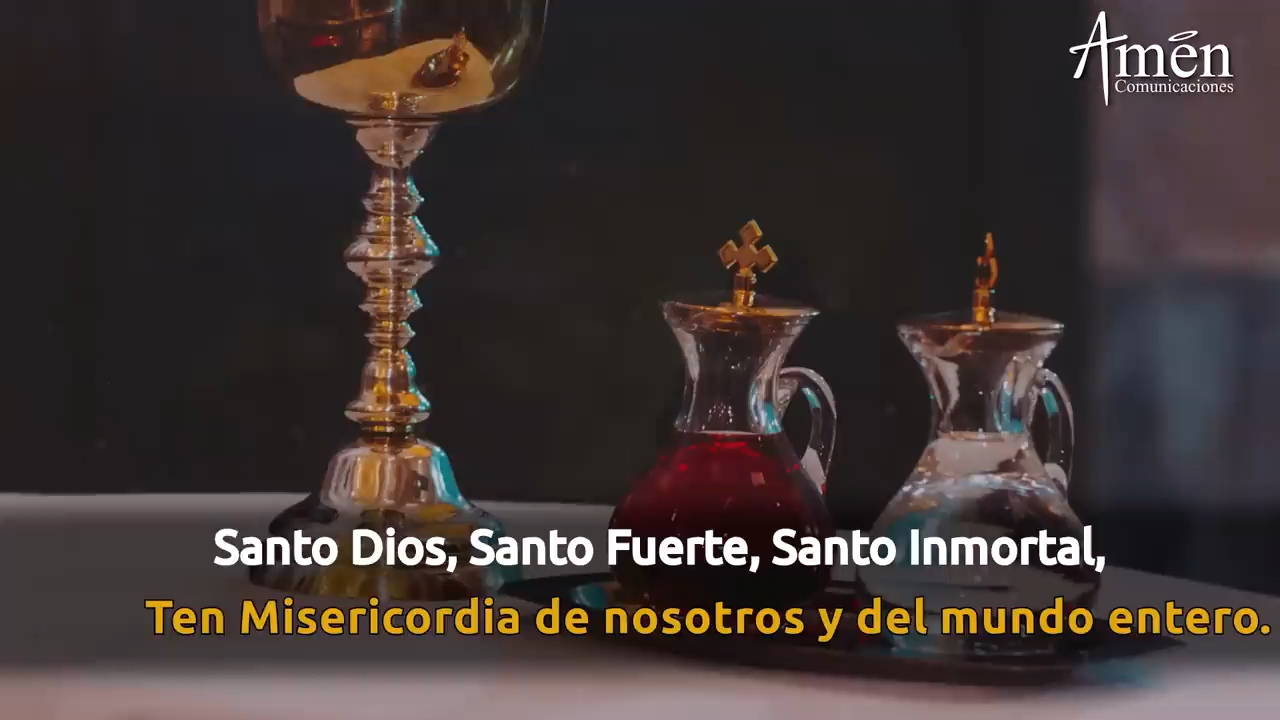 Amén
Comunicaciones
Santo Dios, Santo Fuerte, Santo Inmortal,
Ten Misericordia de nosotros y del mundo entero.